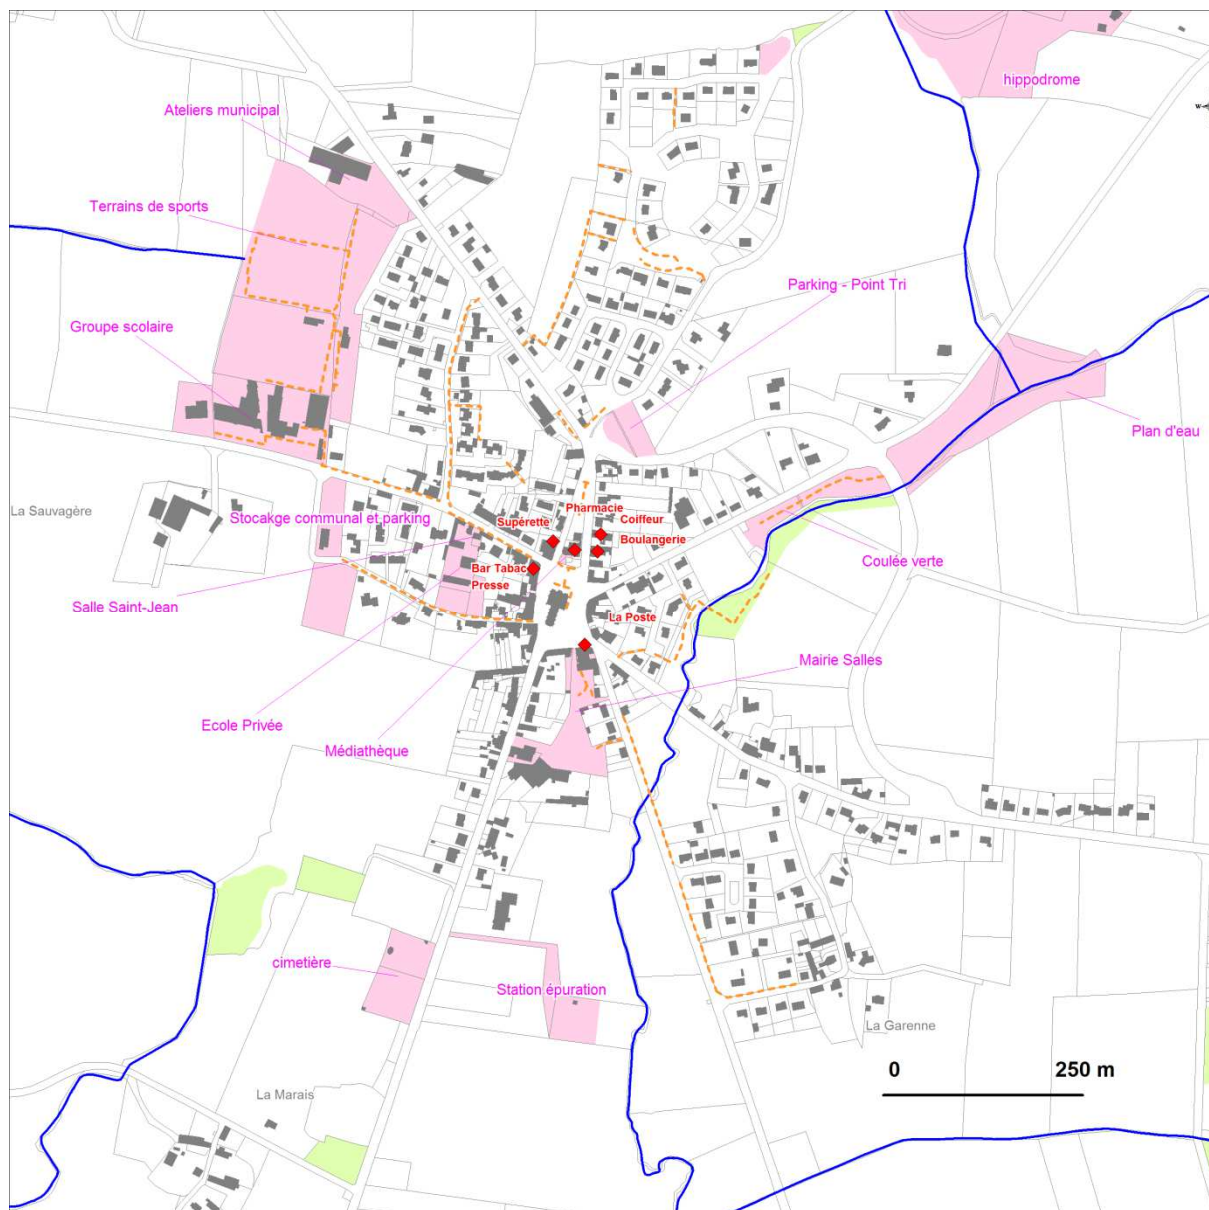 hippodrome
W
Ateliers municipal
Terrains de sports
Parking - Point Tri
Groupe scolaire
Plan d'eau
La Sauvagère
Stocakge communal et parking
Supérette
Pharmacie
Coiffeur
Boulangerie
Coulée verte
Bar Tabac
Presse
Salle Saint-Jean
La Poste
Mairie Salles
Ecole Privée
Médiathèque
cimetière
Station épuration
La Garenne
0 250 m
La Marais